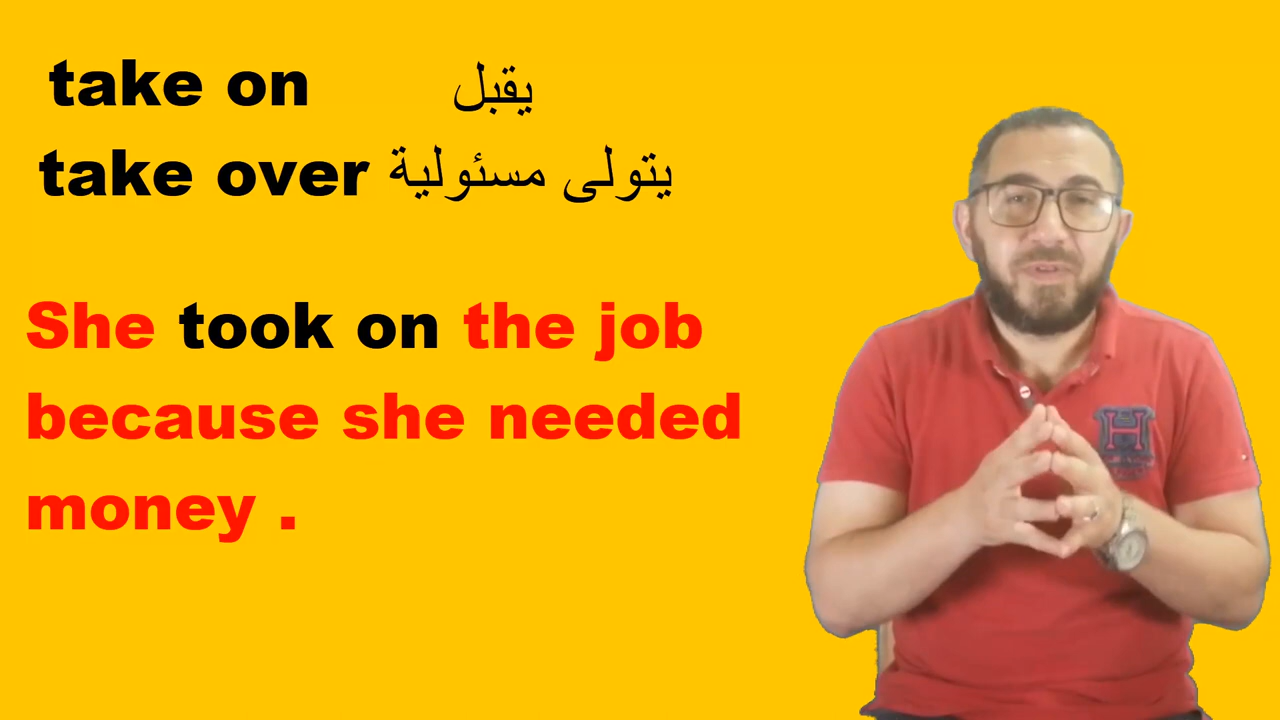 take on يقبل
take over يتولى مسئولية
She took on the job
because she needed
money .
H